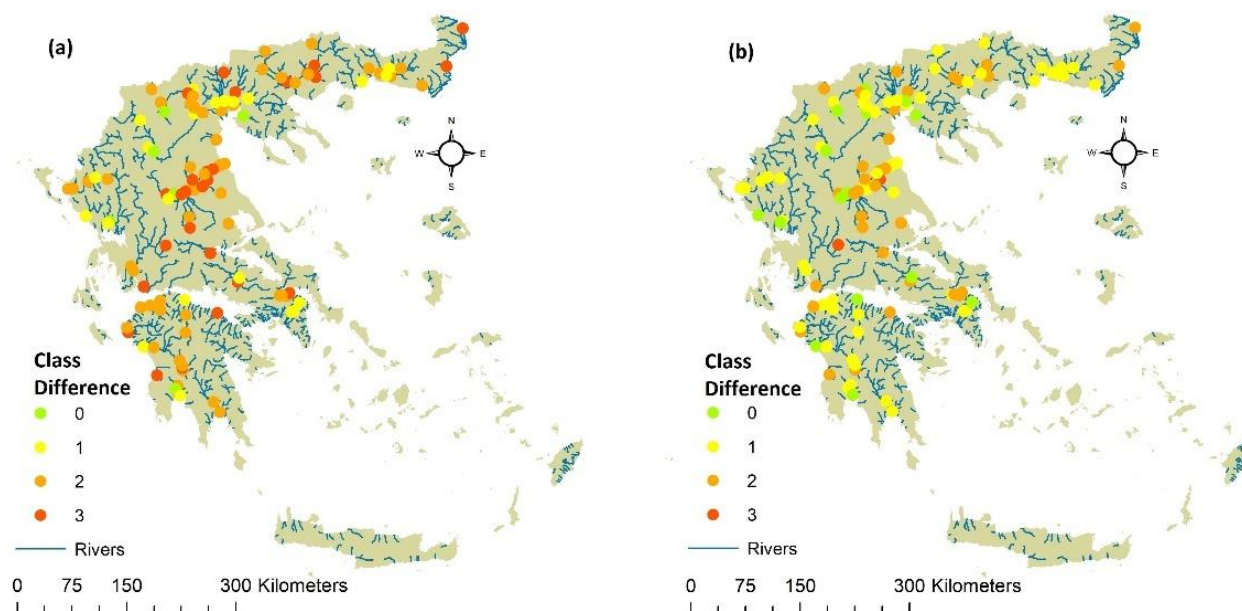 (a)
N
W E
S
Class
Difference
0
1
2
3
Rivers
0 75 150 300 Kilometers
(b)
N
W E
S
Class
Difference
0
1
2
3
Rivers
0 75 150 300 Kilometers